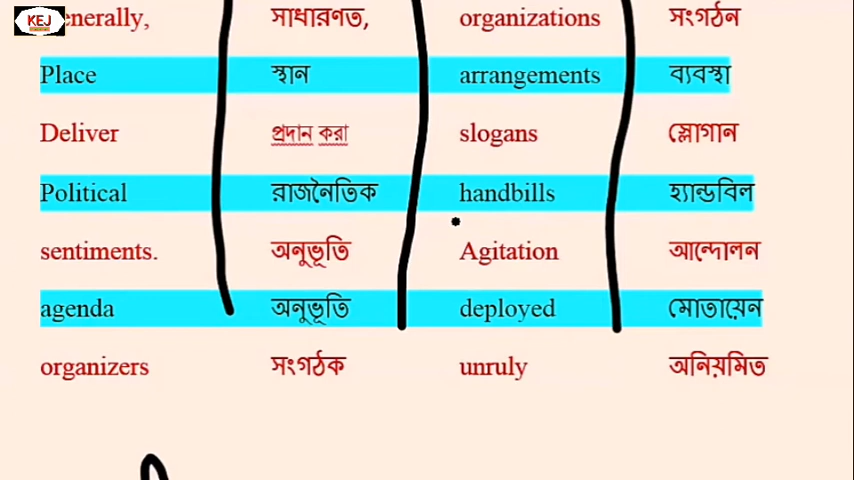 KEJ
enerally, সাধারণত, organizations সংগঠন
Place স্থান arrangements ব্যবস্থা
Deliver প্রদান করা slogans স্লোগান
Political রাজনৈতিক handbills হ্যান্ডবিল
sentiments. অনুভূতি Agitation আন্দোলন
agenda অনুভূতি deployed মোতায়েন
organizers সংগঠক unruly অনিয়মিত